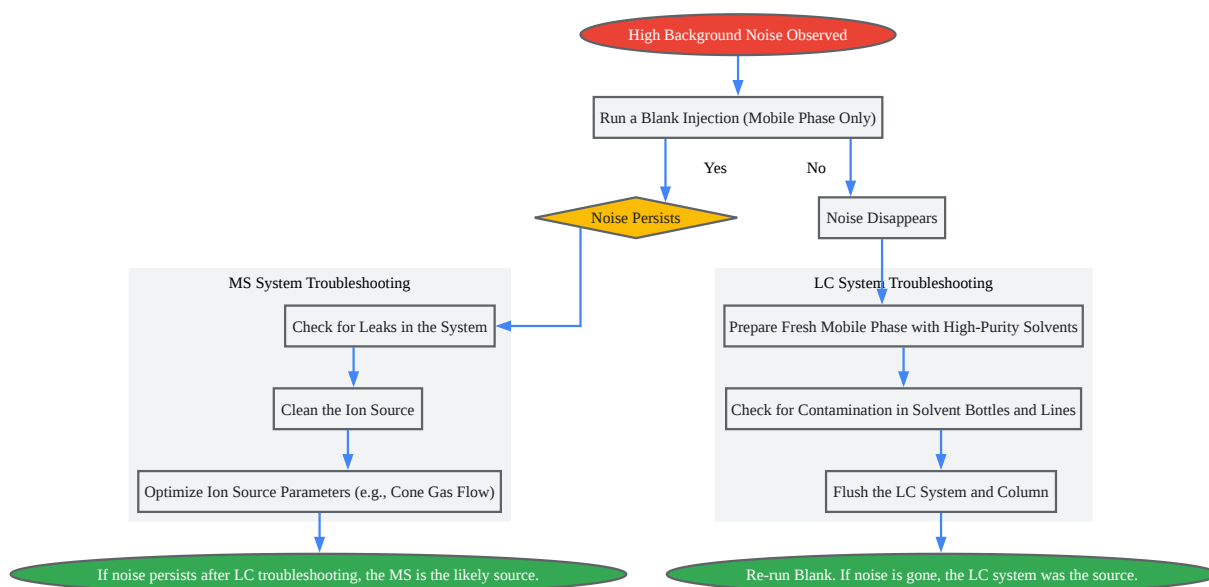 High Background Noise Observed
Run a Blank Injection (Mobile Phase Only)
Yes
No
Noise Persists
Noise Disappears
MS System Troubleshooting
Check for Leaks in the System
Clean the Ion Source
Optimize Ion Source Parameters (e.g., Cone Gas Flow)
If noise persists after LC troubleshooting, the MS is the likely source.
LC System Troubleshooting
Prepare Fresh Mobile Phase with High-Purity Solvents
Check for Contamination in Solvent Bottles and Lines
Flush the LC System and Column
Re-run Blank. If noise is gone, the LC system was the source.